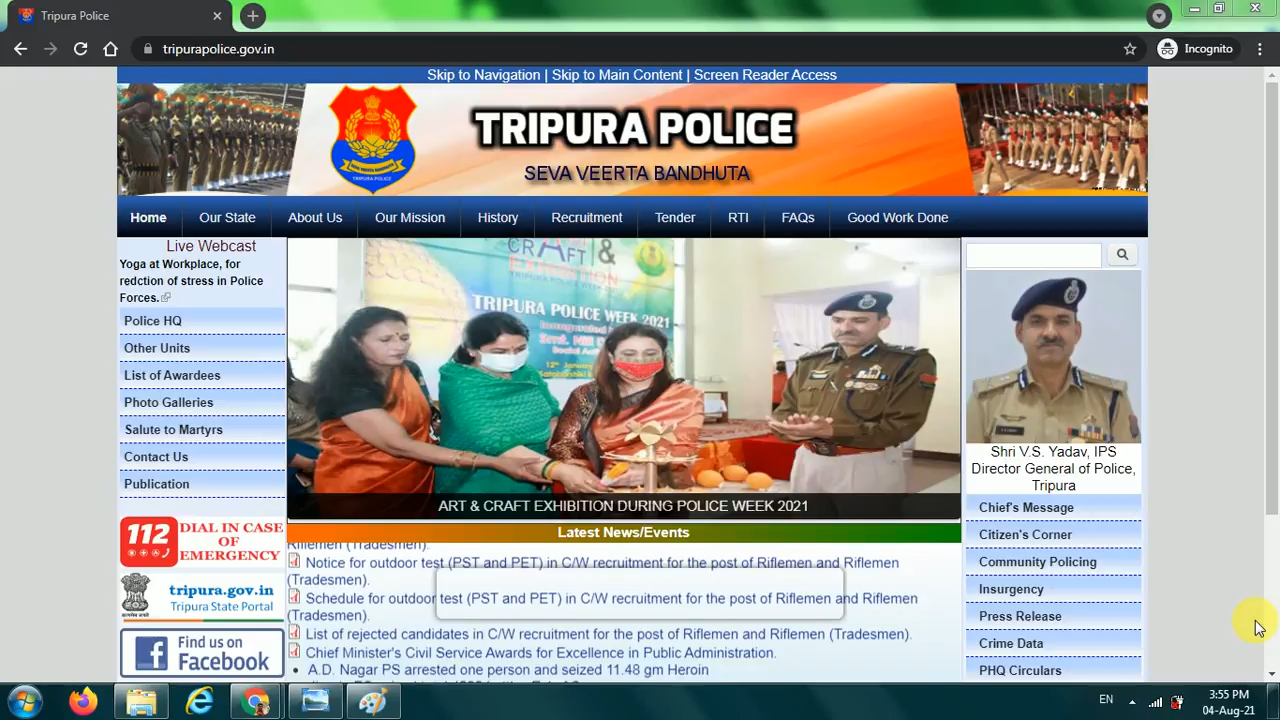 Tripura Police
tripurapolice.gov.in
Incognito
Skip to Navigation | Skip to Main Content | Screen Reader Access
TRIPURA POLICE
SEVA VEERTA BANDHUTA
SEVA VEERTA BANDHUTA
TRIPURA POLICE
Home
Our State
About Us
Our Mission
History
Recruitment
Tender
RTI
FAQs
Good Work Done
Live Webcast
Yoga at Workplace, for
redction of stress in Police
Forces.
Police HQ
Other Units
List of Awardees
Photo Galleries
Salute to Martyrs
Contact Us
Publication
112 DIAL IN CASE
OF
EMERGENCY
tripura.gov.in
Tripura State Portal
Find us on
Facebook
CRAFT &
EXHIBITION
TRIPURA POLICE WEEK 2021
ART & CRAFT EXHIBITION DURING POLICE WEEK 2021
Latest News/Events
Riflemen (Tradesmen).
Notice for outdoor test (PST and PET) in C/W recruitment for the post of Riflemen and Riflemen
(Tradesmen).
Schedule for outdoor test (PST and PET) in C/W recruitment for the post of Riflemen and Riflemen
(Tradesmen).
List of rejected candidates in C/W recruitment for the post of Riflemen and Riflemen (Tradesmen).
Chief Minister's Civil Service Awards for Excellence in Public Administration.
A.D. Nagar PS arrested one person and seized 11.48 gm Heroin
Shri V.S. Yadav, IPS
Director General of Police,
Tripura
Chief's Message
Citizen's Corner
Community Policing
Insurgency
Press Release
Crime Data
PHQ Circulars
EN
3:55 PM
04-Aug-21